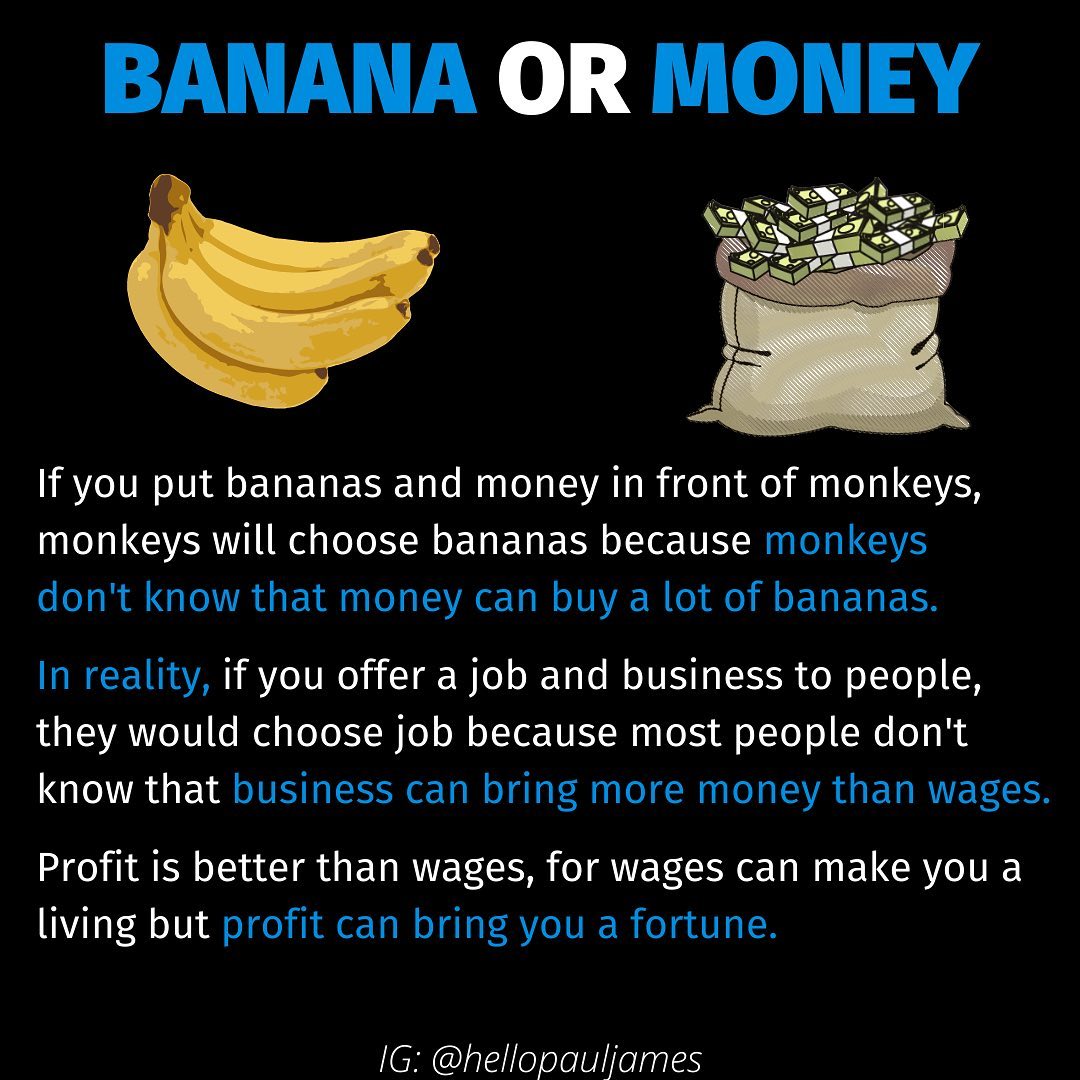 BANANA OR MONEY
If you put bananas and money in front of monkeys,
monkeys will choose bananas because monkeys
don't know that money can buy a lot of bananas.
In reality, if you offer a job and business to people,
they would choose job because most people don't
know that business can bring more money than wages.
Profit is better than wages, for wages can make you a
living but profit can bring you a fortune.
IG: @hellopauljames